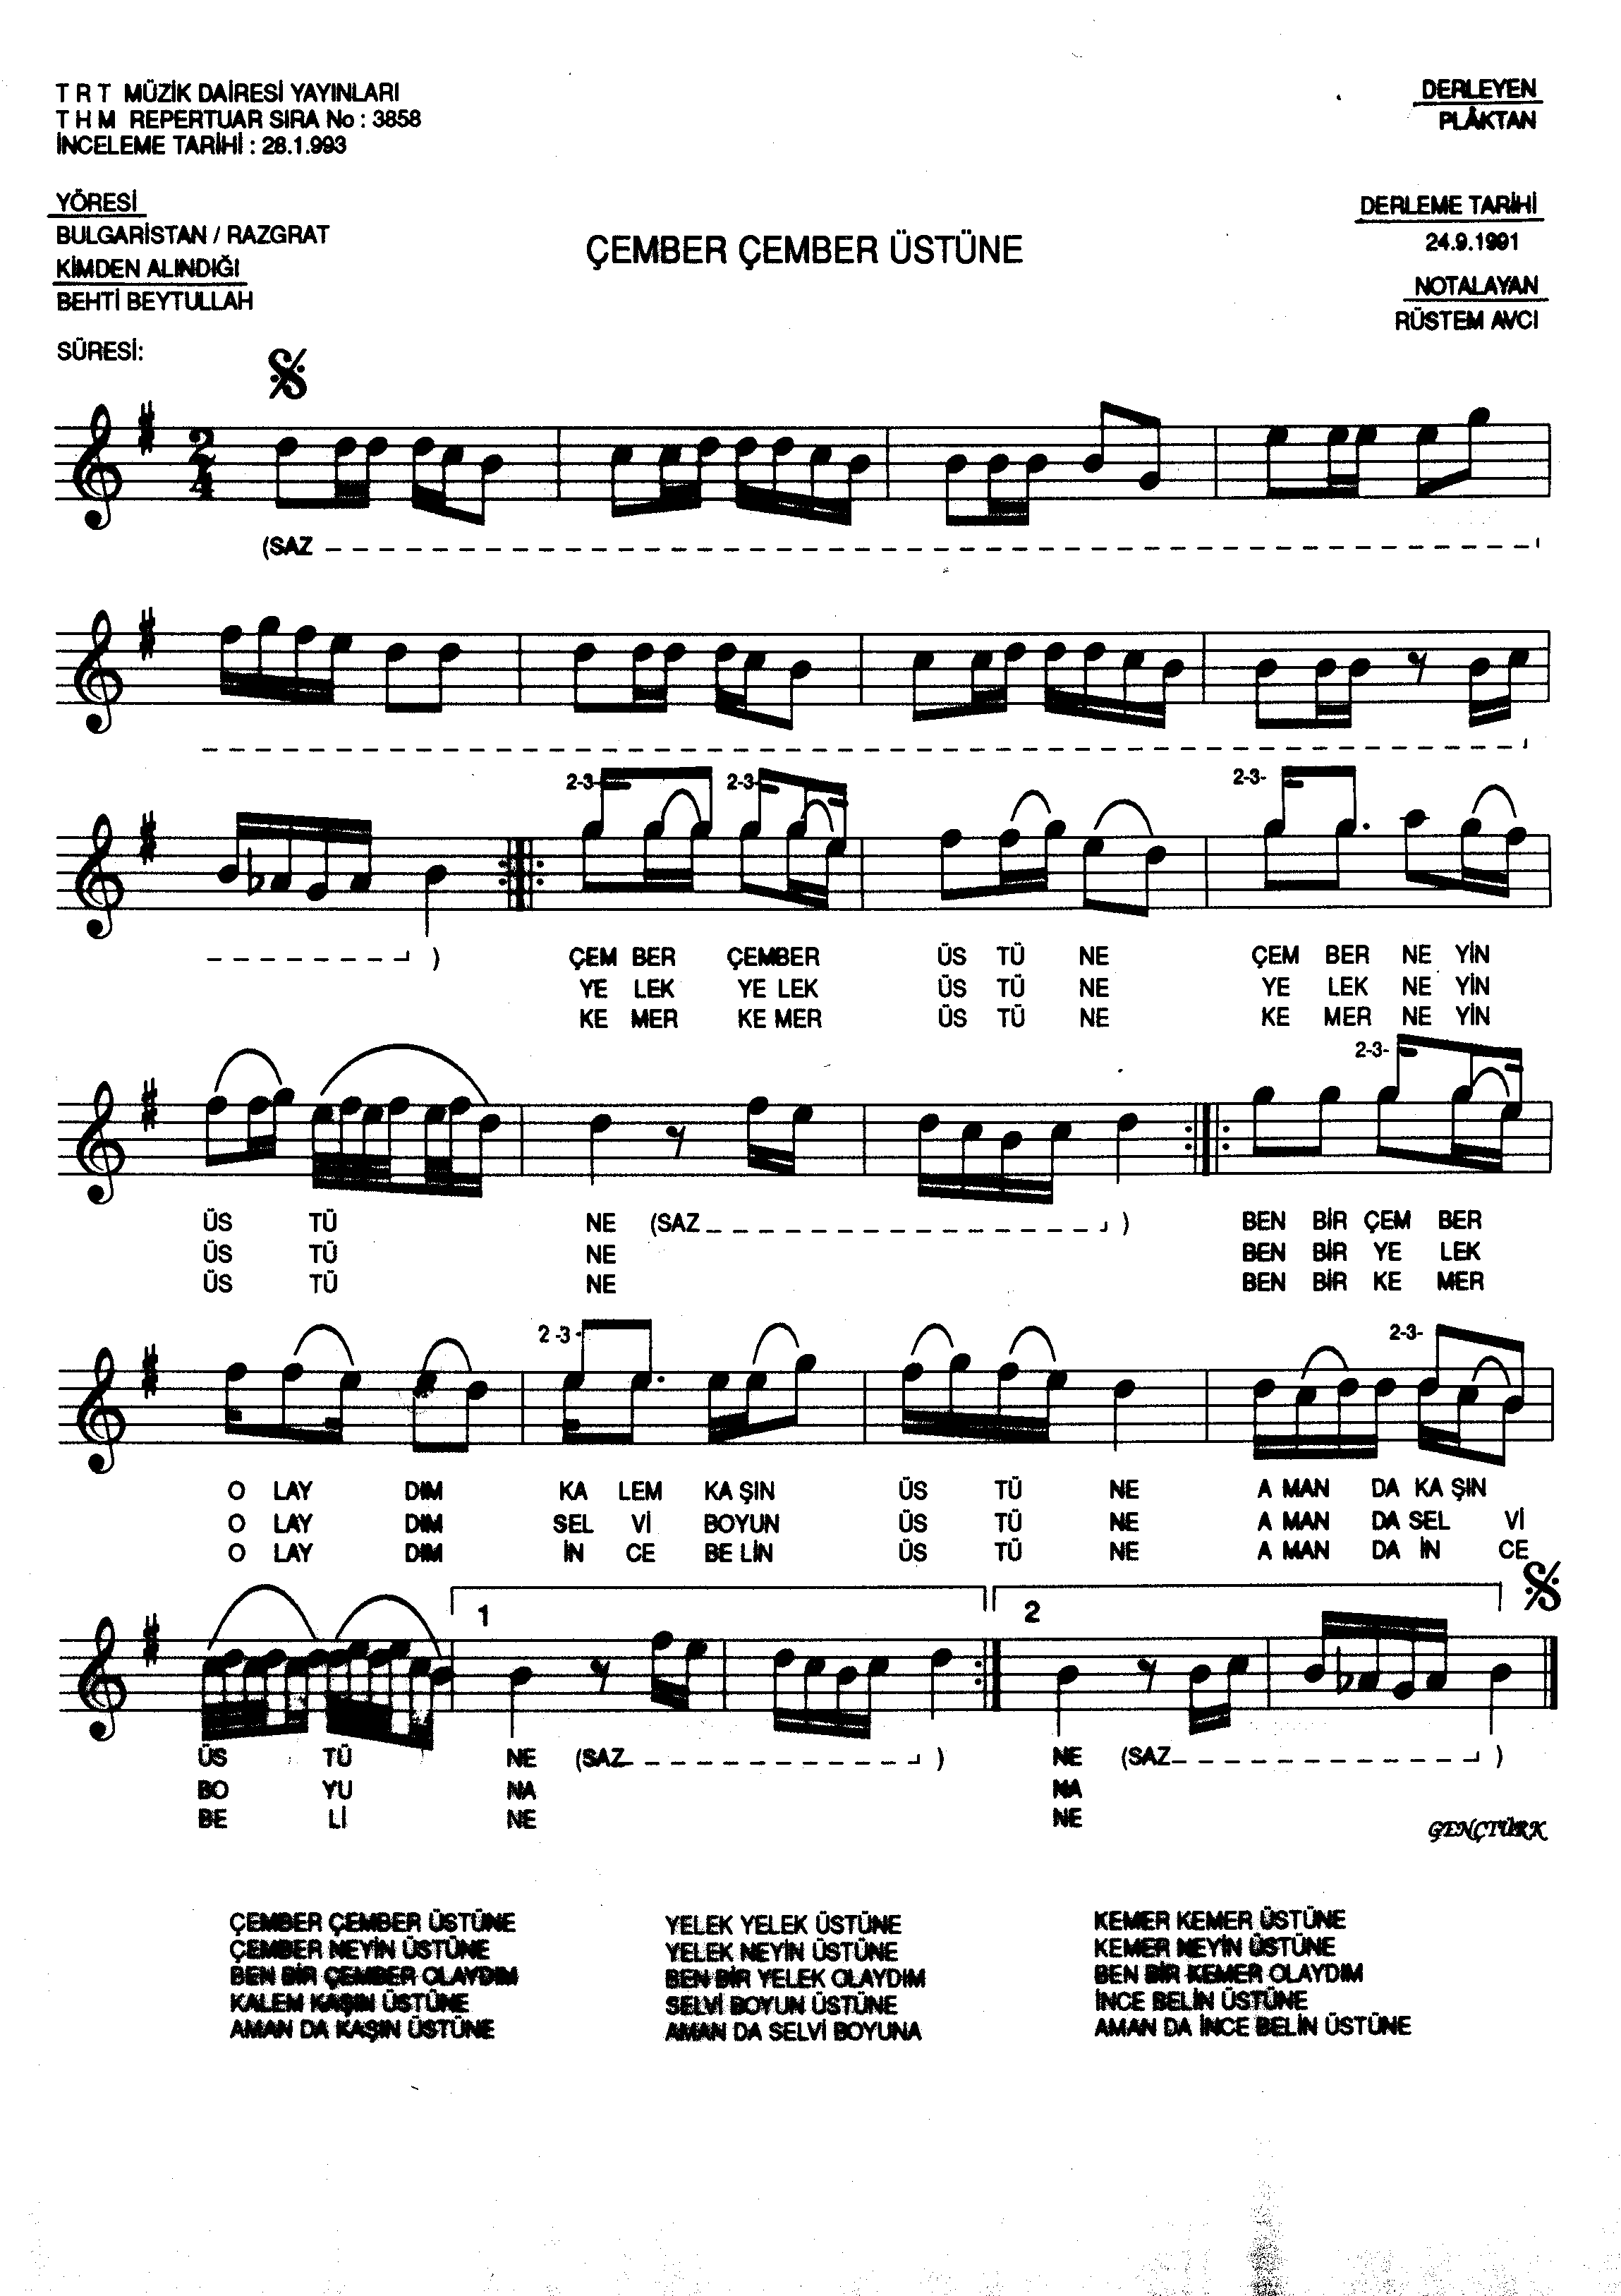 T R T MÜZİK DAİRESİ YAYINLARI
T H M REPERTUAR SIRA No : 3858
İNCELEME TARİHİ : 28.1.993
DERLEYEN
PLÂKTAN
YÖRESİ
BULGARİSTAN / RAZGRAT
KİMDEN ALINDIĞI
BEHTİ BEYTULLAH
SÜRESİ:
ÇEMBER ÇEMBER ÜSTÜNE
DERLEME TARİHİ
24.9.1991
NOTALAYAN
RÜSTEM AVCI
2
4
(SAZ
2-3- 2-3- 2-3-
) ÇEM BER ÇEMBER ÜS TÜ NE ÇEM BER NE YİN
YE LEK YE LEK ÜS TÜ NE YE LEK NE YİN
KE MER KE MER ÜS TÜ NE KE MER NE YİN
2-3-
ÜS TÜ NE (SAZ ) BEN BİR ÇEM BER
ÜS TÜ NE BEN BİR YE LEK
ÜS TÜ NE BEN BİR KE MER
2 -3 - 2-3-
O LAY DIM KA LEM KA ŞIN ÜS TÜ NE A MAN DA KA ŞIN
O LAY DIM SEL Vİ BOYUN ÜS TÜ NE A MAN DA SEL Vİ
O LAY DIM İN CE BE LİN ÜS TÜ NE A MAN DA İN CE
1 2
ÜS TÜ NE (SAZ ) NE (SAZ )
BO YU NA NA
BE Lİ NE NE
GENÇTÜRK
ÇEMBER ÇEMBER ÜSTÜNE
ÇEMBER NEYİN ÜSTÜNE
BEN BİR ÇEMBER OLAYDIM
KALEM KAŞIN ÜSTÜNE
AMAN DA KAŞIN ÜSTÜNE
YELEK YELEK ÜSTÜNE
YELEK NEYİN ÜSTÜNE
BEN BİR YELEK OLAYDIM
SELVİ BOYUN ÜSTÜNE
AMAN DA SELVİ BOYUNA
KEMER KEMER ÜSTÜNE
KEMER NEYİN ÜSTÜNE
BEN BİR KEMER OLAYDIM
İNCE BELİN ÜSTÜNE
AMAN DA İNCE BELİN ÜSTÜNE